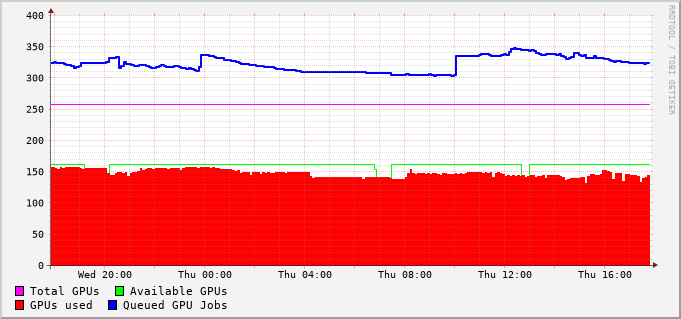 400
350
300
250
200
150
100
50
0
Wed 20:00 Thu 00:00 Thu 04:00 Thu 08:00 Thu 12:00 Thu 16:00
Total GPUs Available GPUs
GPUs used Queued GPU Jobs
RRDTOOL / TOBI OETIKER